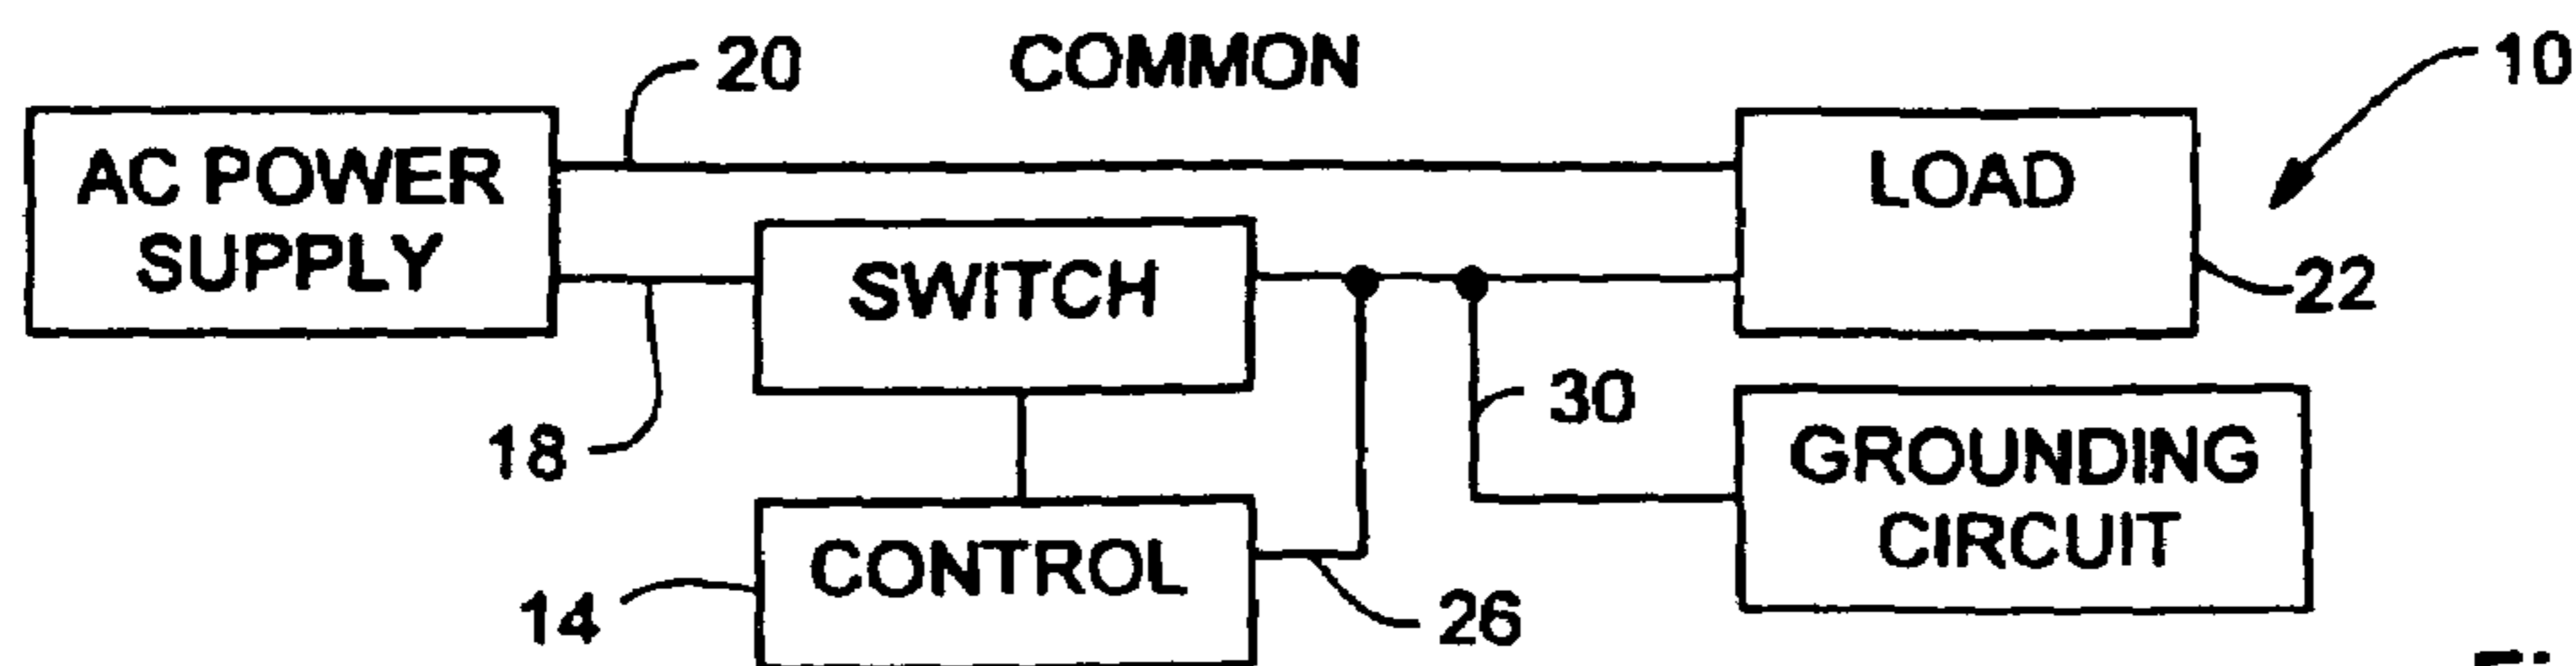 20
COMMON
10
AC POWER
SUPPLY
LOAD
SWITCH
22
18
30
GROUNDING
CIRCUIT
CONTROL
14
26